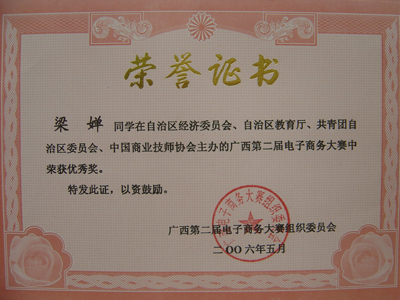 荣誉证书
梁婵 同学在自治区经济委员会、自治区教育厅、共青团自
治区委员会、中国商业技师协会主办的广西第二届电子商务大赛中
荣获优秀奖。
特发此证，以资鼓励。
广西第二届电子商务大赛组织委员会
二〇〇六年五月